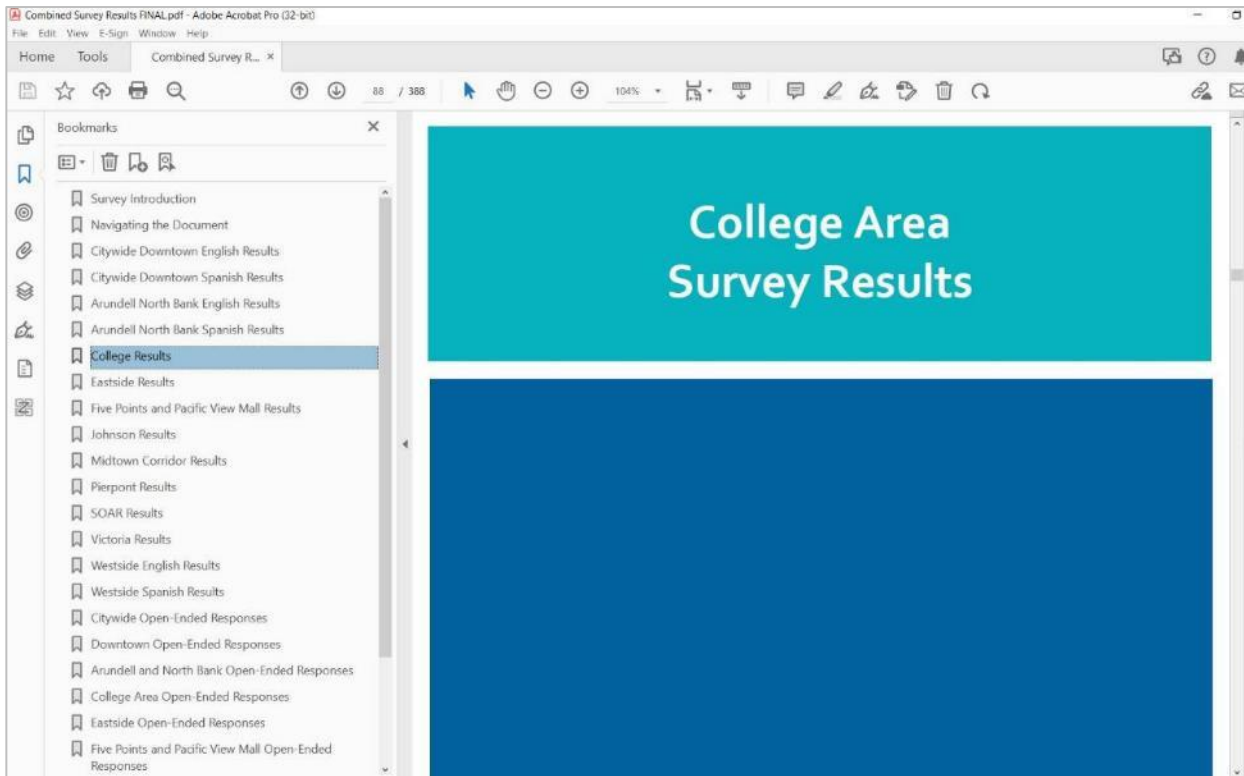 Combined Survey Results FINAL.pdf - Adobe Acrobat Pro (32-bit)
File Edit View E-Sign Window Help
Home Tools Combined Survey R... ×
88 / 388 104%
Bookmarks
Survey Introduction
Navigating the Document
Citywide Downtown English Results
Citywide Downtown Spanish Results
Arundell North Bank English Results
Arundell North Bank Spanish Results
College Results
Eastside Results
Five Points and Pacific View Mall Results
Johnson Results
Midtown Corridor Results
Pierpont Results
SOAR Results
Victoria Results
Westside English Results
Westside Spanish Results
Citywide Open-Ended Responses
Downtown Open-Ended Responses
Arundell and North Bank Open-Ended Responses
College Area Open-Ended Responses
Eastside Open-Ended Responses
Five Points and Pacific View Mall Open-Ended
Responses
College Area
Survey Results